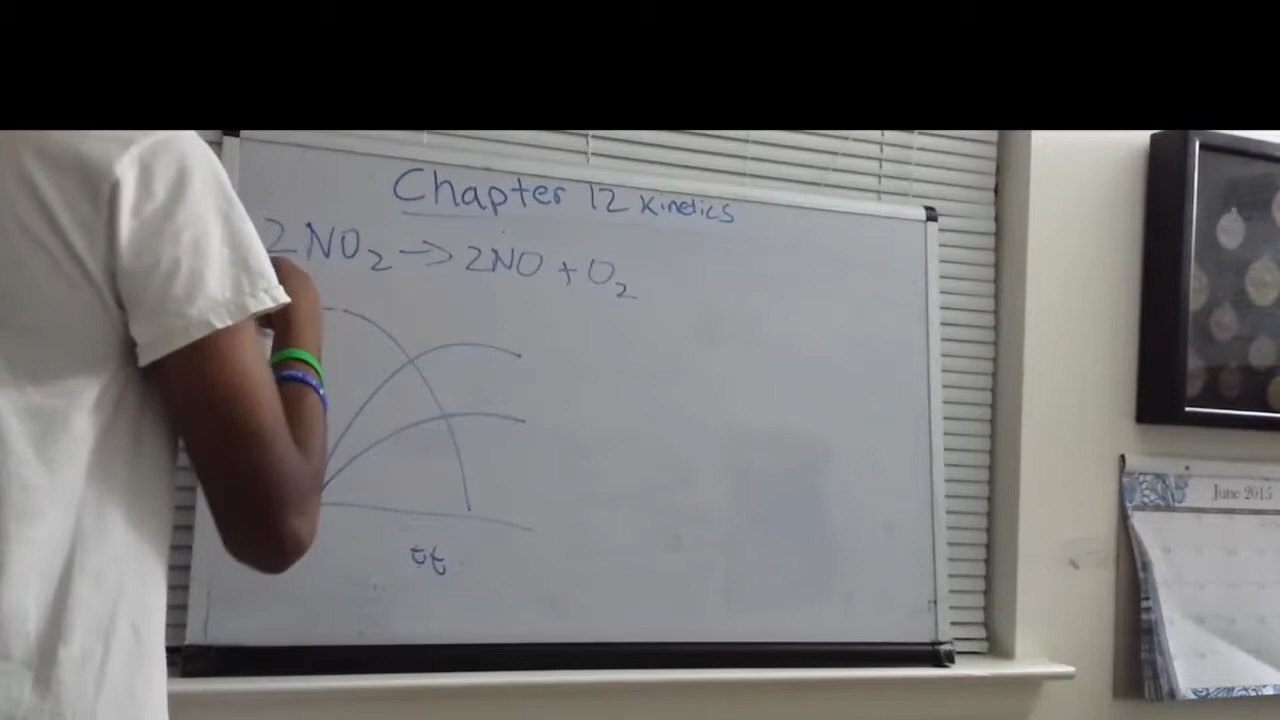 Chapter 12 Kinetics
2NO₂ → 2NO + O₂
June 2015